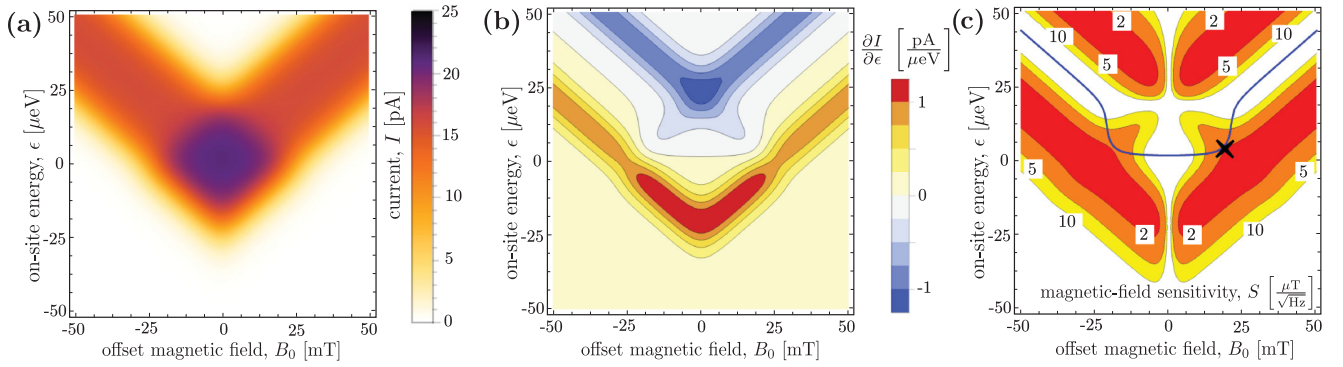 (a)
on-site energy, ϵ [μeV]
50
25
0
-25
-50
-50 -25 0 25 50
offset magnetic field, B₀ [mT]
25
20
15
10
5
0
current, I [pA]
(b)
on-site energy, ϵ [μeV]
50
25
0
-25
-50
-50 -25 0 25 50
offset magnetic field, B₀ [mT]
∂I/∂ϵ [pA/μeV]
1
0
-1
(c)
on-site energy, ϵ [μeV]
50
25
0
-25
-50
10 2 2 10
5 5
5 5
10 2 2 10
magnetic-field sensitivity, S [μT/√Hz]
-50 -25 0 25 50
offset magnetic field, B₀ [mT]